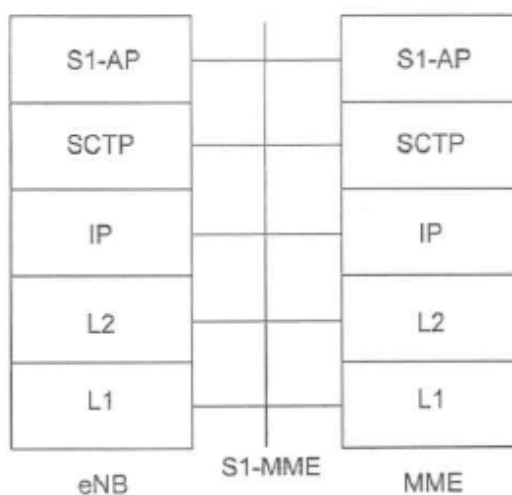 S1-AP
S1-AP
SCTP
SCTP
IP
IP
L2
L2
L1
L1
eNB
S1-MME
MME